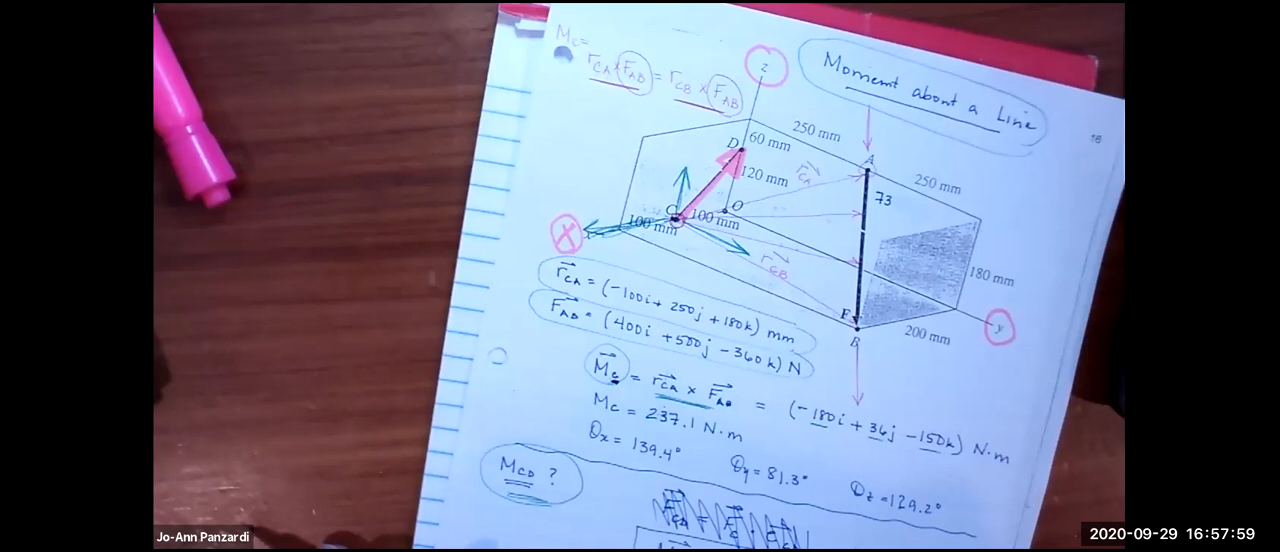 Mc =
rCA × FAB = rCB × FAB
Moment about a Line
18
z
D
60 mm
250 mm
120 mm
rCA
A
250 mm
73
C
100 mm
100 mm
O
x
rCB
180 mm
F
B
200 mm
y
rCA = (-100i + 250j + 180k) mm
FAB = (400i + 500j - 360k) N
Mc = rCA × FAB = (-180i + 36j - 150k) N·m
Mc = 237.1 N·m
θx = 139.4° θy = 81.3° θz = 129.2°
MCD ?
Jo-Ann Panzardi
2020-09-29 16:57:59